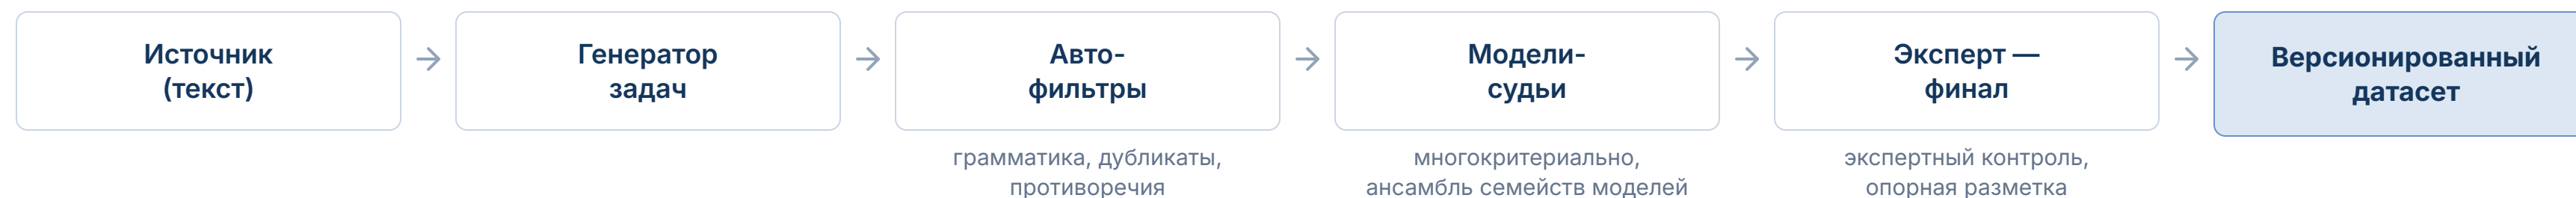 Источник
(текст)
Генератор
задач
Авто-
фильтры
грамматика, дубликаты,
противоречия
Модели-
судьи
многокритериально,
ансамбль семейств моделей
Эксперт —
финал
экспертный контроль,
опорная разметка
Версионированный
датасет